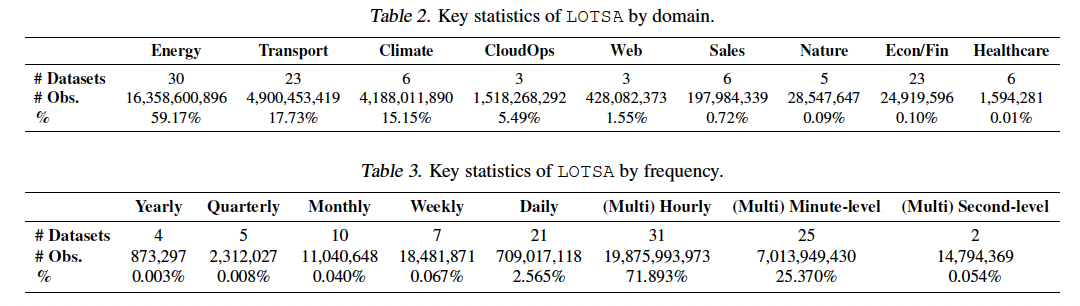 Table 2. Key statistics of LOTSA by domain.
Energy Transport Climate CloudOps Web Sales Nature Econ/Fin Healthcare
# Datasets 30 23 6 3 3 6 5 23 6
# Obs. 16,358,600,896 4,900,453,419 4,188,011,890 1,518,268,292 428,082,373 197,984,339 28,547,647 24,919,596 1,594,281
% 59.17% 17.73% 15.15% 5.49% 1.55% 0.72% 0.09% 0.10% 0.01%
Table 3. Key statistics of LOTSA by frequency.
Yearly Quarterly Monthly Weekly Daily (Multi) Hourly (Multi) Minute-level (Multi) Second-level
# Datasets 4 5 10 7 21 31 25 2
# Obs. 873,297 2,312,027 11,040,648 18,481,871 709,017,118 19,875,993,973 7,013,949,430 14,794,369
% 0.003% 0.008% 0.040% 0.067% 2.565% 71.893% 25.370% 0.054%